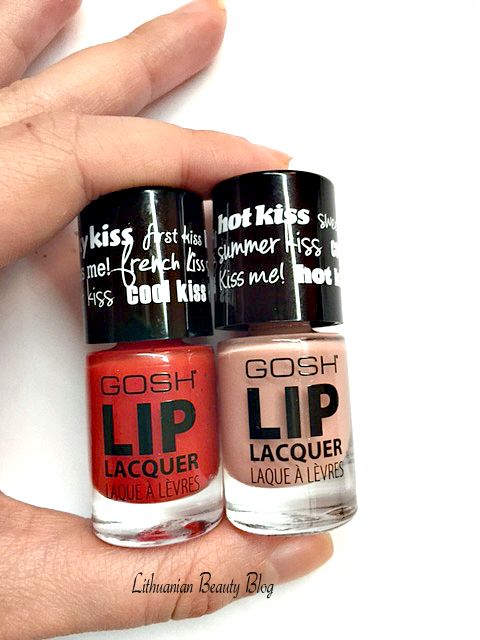 y kiss first kiss
s me! french kiss
kiss cool kiss
GOSH
LIP
LACQUER
LAQUE À LÈVRES
hot kiss
summer kiss
Kiss me! hot k
GOSH
LIP
LACQUER
LAQUE À LÈVRES
Lithuanian Beauty Blog